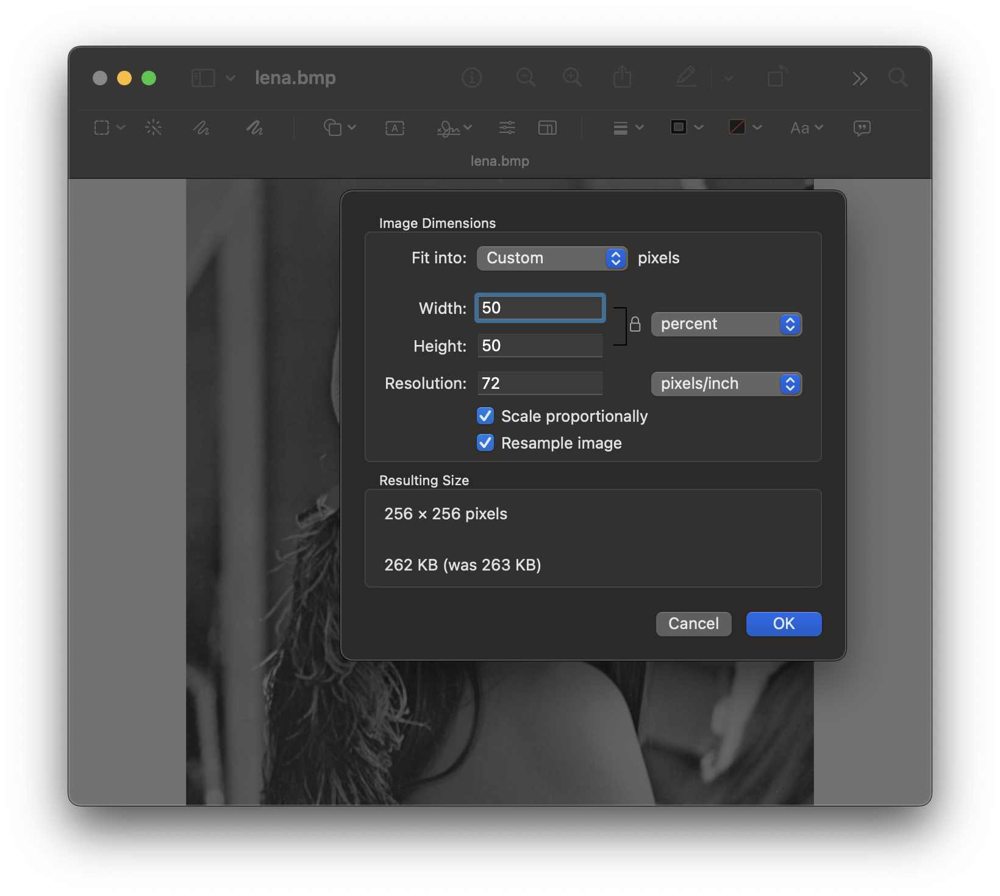 lena.bmp
A
Aa
lena.bmp
Image Dimensions
Fit into: Custom pixels
Width: 50
percent
Height: 50
Resolution: 72 pixels/inch
Scale proportionally
Resample image
Resulting Size
256 × 256 pixels
262 KB (was 263 KB)
Cancel OK